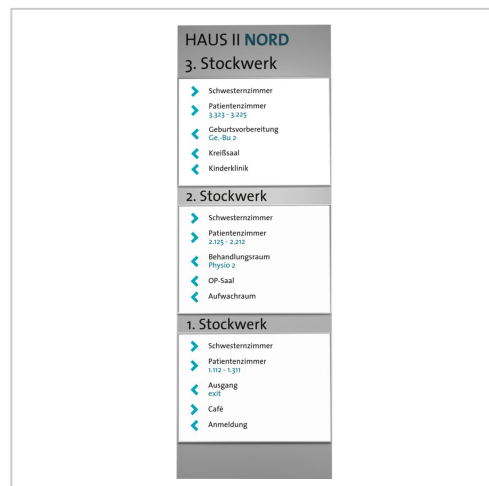 HAUS II NORD
3. Stockwerk
Schwesternzimmer
Patientenzimmer
3.323 - 3.225
Geburtsvorbereitung
Ge.-Bu 2
Kreißsaal
Kinderklinik
2. Stockwerk
Schwesternzimmer
Patientenzimmer
2.125 - 2.212
Behandlungsraum
Physio 2
OP-Saal
Aufwachraum
1. Stockwerk
Schwesternzimmer
Patientenzimmer
1.112 - 1.311
Ausgang
exit
Café
Anmeldung